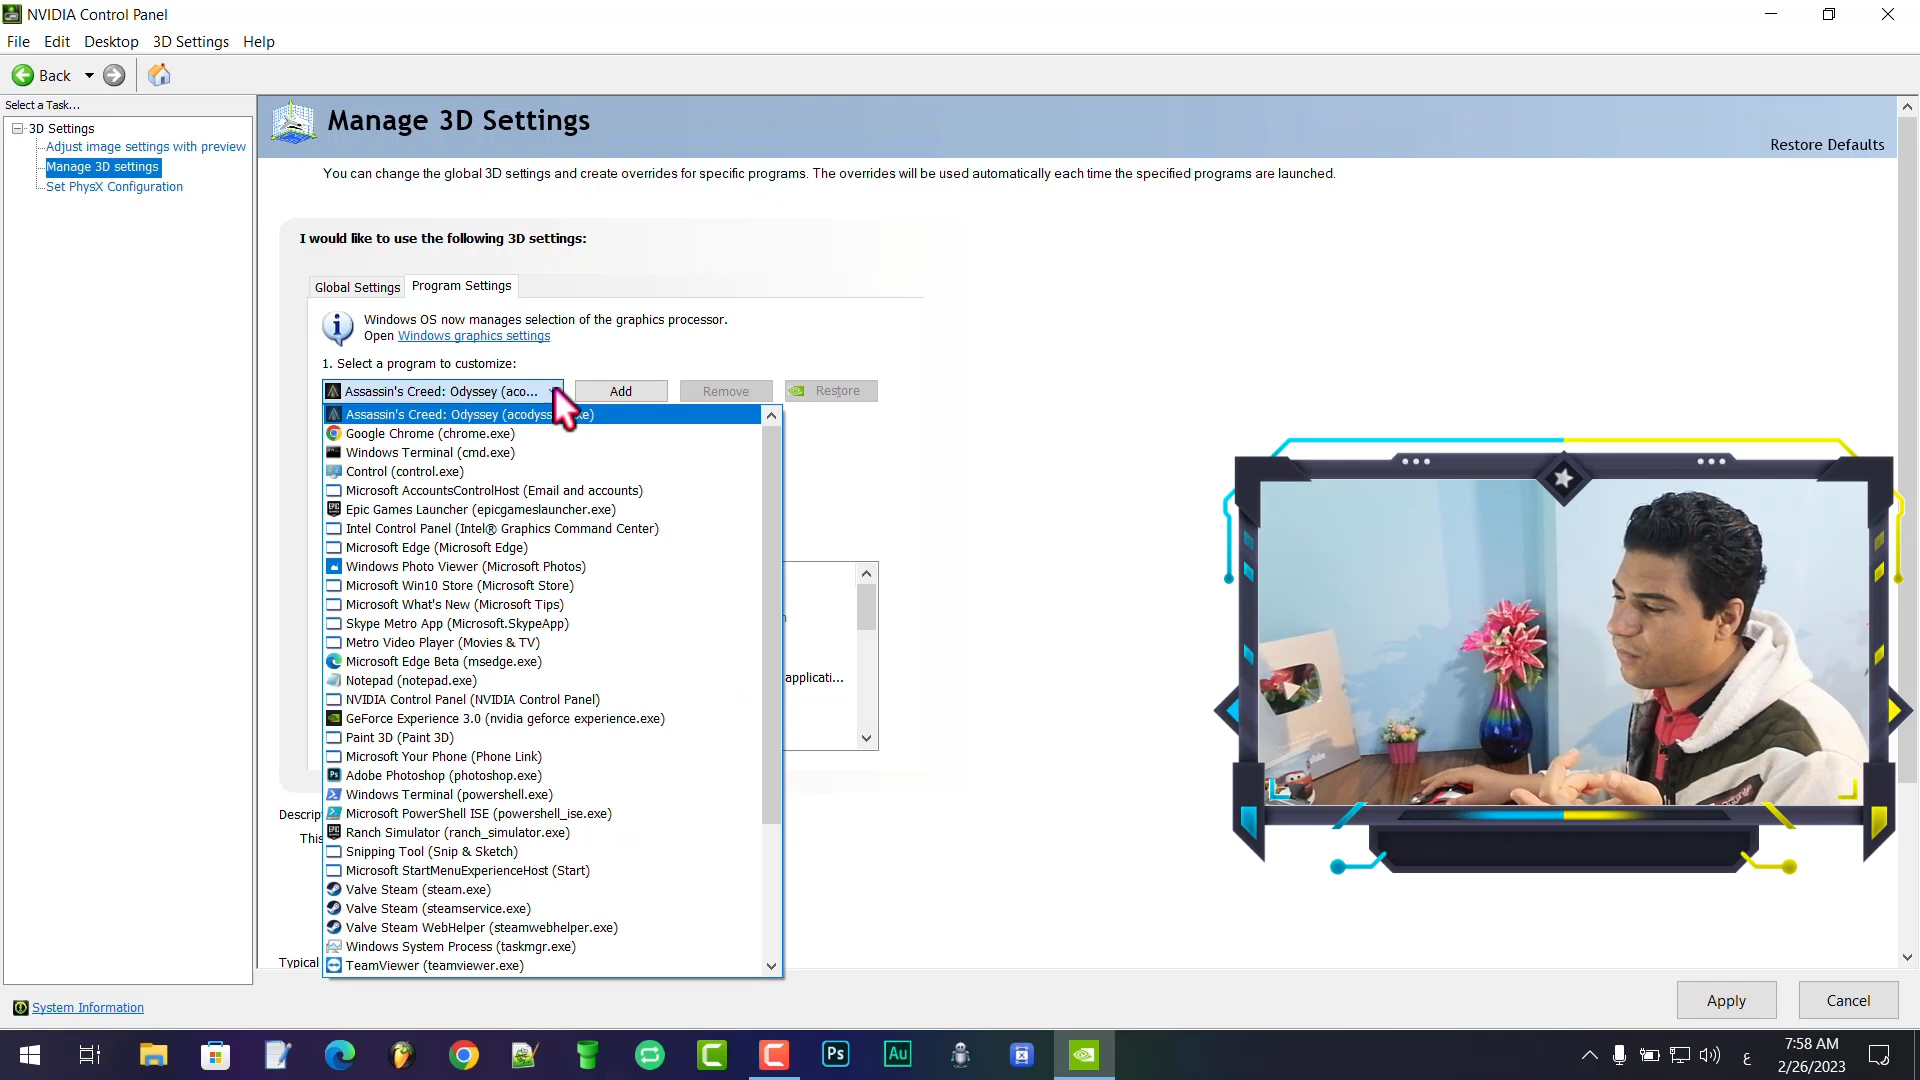 NVIDIA Control Panel
File Edit Desktop 3D Settings Help
Back
Select a Task...
3D Settings
Adjust image settings with preview
Manage 3D settings
Set PhysX Configuration
Manage 3D Settings
Restore Defaults
You can change the global 3D settings and create overrides for specific programs. The overrides will be used automatically each time the specified programs are launched.
I would like to use the following 3D settings:
Global Settings Program Settings
Windows OS now manages selection of the graphics processor.
Open Windows graphics settings
1. Select a program to customize:
Assassin's Creed: Odyssey (aco... Add Remove Restore
Assassin's Creed: Odyssey (acodyss
Google Chrome (chrome.exe)
Windows Terminal (cmd.exe)
Control (control.exe)
Microsoft AccountsControlHost (Email and accounts)
Epic Games Launcher (epicgameslauncher.exe)
Intel Control Panel (Intel® Graphics Command Center)
Microsoft Edge (Microsoft Edge)
Windows Photo Viewer (Microsoft Photos)
Microsoft Win10 Store (Microsoft Store)
Microsoft What's New (Microsoft Tips)
Skype Metro App (Microsoft.SkypeApp)
Metro Video Player (Movies & TV)
Microsoft Edge Beta (msedge.exe)
Notepad (notepad.exe)
NVIDIA Control Panel (NVIDIA Control Panel)
GeForce Experience 3.0 (nvidia geforce experience.exe)
Paint 3D (Paint 3D)
Microsoft Your Phone (Phone Link)
Adobe Photoshop (photoshop.exe)
Windows Terminal (powershell.exe)
Microsoft PowerShell ISE (powershell_ise.exe)
Ranch Simulator (ranch_simulator.exe)
Snipping Tool (Snip & Sketch)
Microsoft StartMenuExperienceHost (Start)
Valve Steam (steam.exe)
Valve Steam (steamservice.exe)
Valve Steam WebHelper (steamwebhelper.exe)
Windows System Process (taskmgr.exe)
TeamViewer (teamviewer.exe)
applicati...
Descrip
This
Typical
System Information
Apply Cancel
Ps Au
ع
7:58 AM
2/26/2023